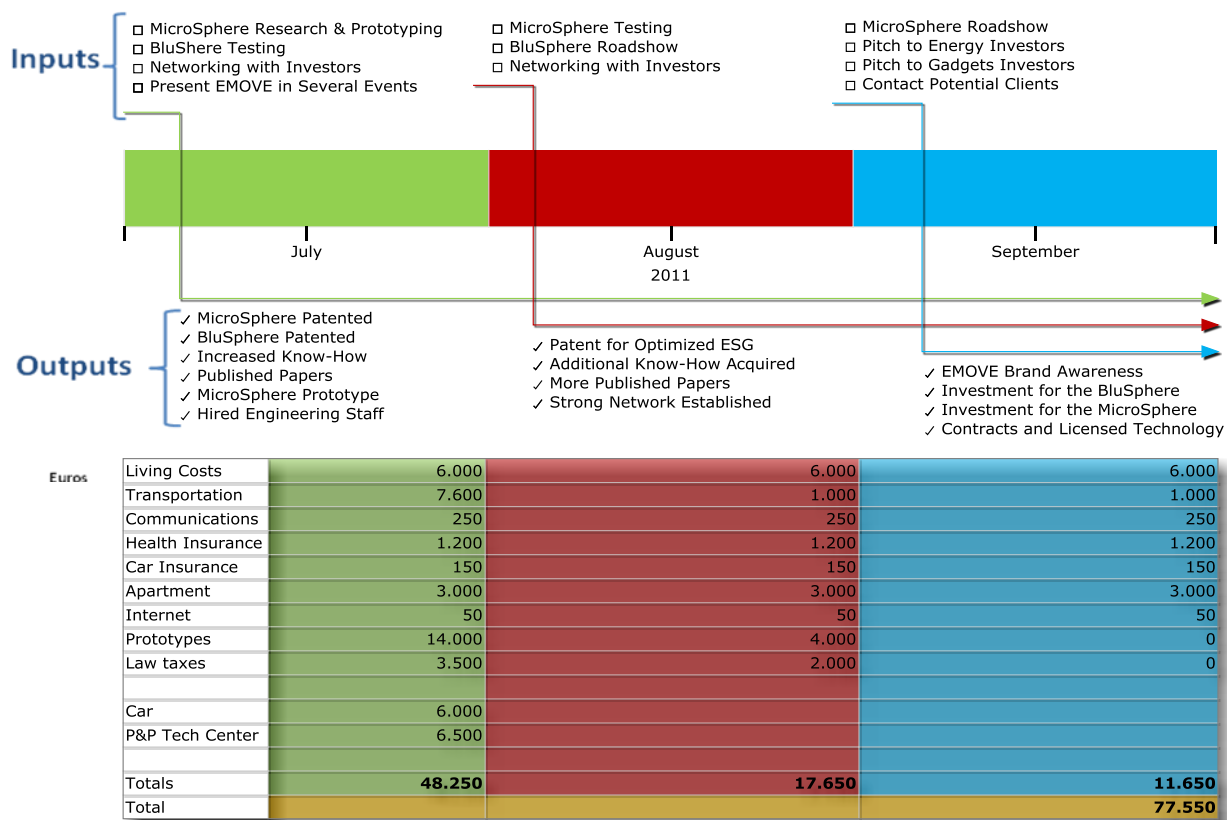 Inputs
MicroSphere Research & Prototyping
BluShere Testing
Networking with Investors
Present EMOVE in Several Events
MicroSphere Testing
BluSphere Roadshow
Networking with Investors
MicroSphere Roadshow
Pitch to Energy Investors
Pitch to Gadgets Investors
Contact Potential Clients
July
August
September
2011
Outputs
✓ MicroSphere Patented
✓ BluSphere Patented
✓ Increased Know-How
✓ Published Papers
✓ MicroSphere Prototype
✓ Hired Engineering Staff
✓ Patent for Optimized ESG
✓ Additional Know-How Acquired
✓ More Published Papers
✓ Strong Network Established
✓ EMOVE Brand Awareness
✓ Investment for the BluSphere
✓ Investment for the MicroSphere
✓ Contracts and Licensed Technology
Euros
Living Costs 6.000 6.000 6.000
Transportation 7.600 1.000 1.000
Communications 250 250 250
Health Insurance 1.200 1.200 1.200
Car Insurance 150 150 150
Apartment 3.000 3.000 3.000
Internet 50 50 50
Prototypes 14.000 4.000 0
Law taxes 3.500 2.000 0
Car 6.000
P&P Tech Center 6.500
Totals 48.250 17.650 11.650
Total 77.550